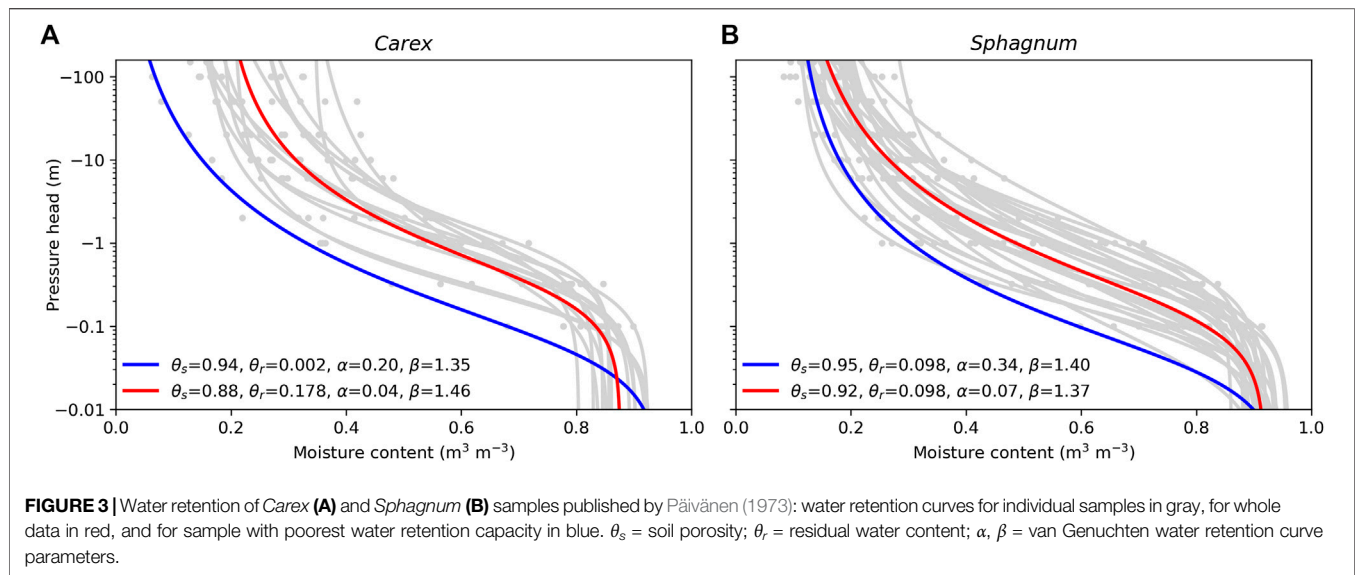 A
Carex
B
Sphagnum
Pressure head (m)
−100
−10
−1
−0.1
−0.01
θs=0.94, θr=0.002, α=0.20, β=1.35
θs=0.88, θr=0.178, α=0.04, β=1.46
θs=0.95, θr=0.098, α=0.34, β=1.40
θs=0.92, θr=0.098, α=0.07, β=1.37
0.0 0.2 0.4 0.6 0.8 1.0
0.0 0.2 0.4 0.6 0.8 1.0
Moisture content (m³ m⁻³)
Moisture content (m³ m⁻³)
FIGURE 3 | Water retention of Carex (A) and Sphagnum (B) samples published by Päivänen (1973): water retention curves for individual samples in gray, for whole
data in red, and for sample with poorest water retention capacity in blue. θs = soil porosity; θr = residual water content; α, β = van Genuchten water retention curve
parameters.